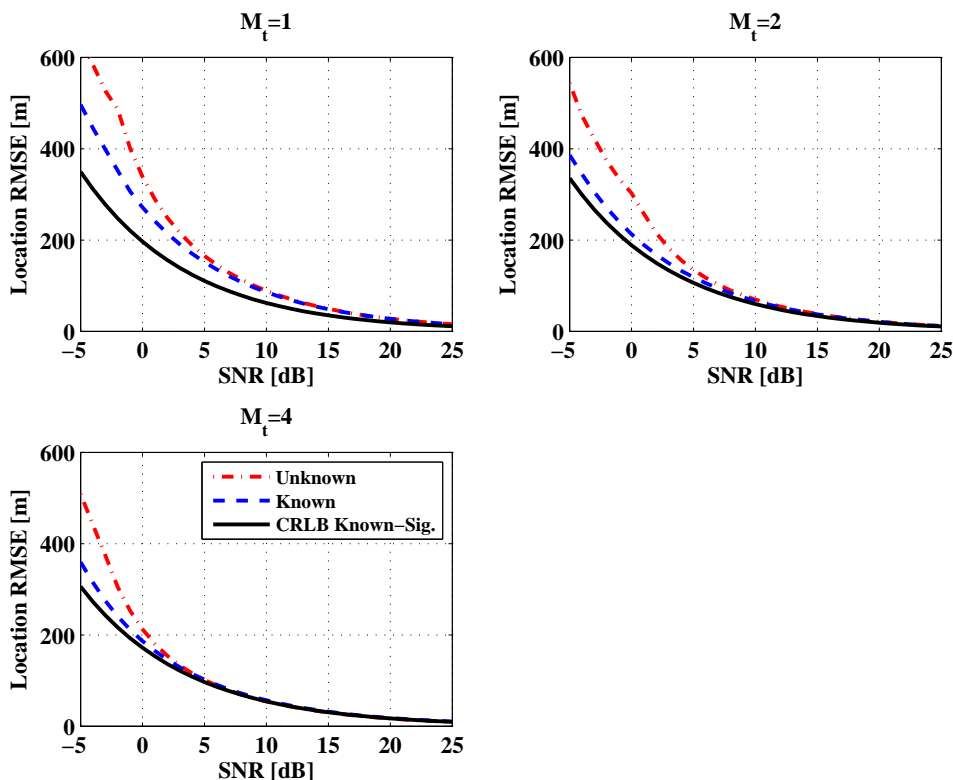 M_t=1
600
400
200
0
Location RMSE [m]
−5 0 5 10 15 20 25
SNR [dB]
M_t=2
600
400
200
0
Location RMSE [m]
−5 0 5 10 15 20 25
SNR [dB]
M_t=4
600
400
200
0
Location RMSE [m]
−5 0 5 10 15 20 25
SNR [dB]
Unknown
Known
CRLB Known−Sig.